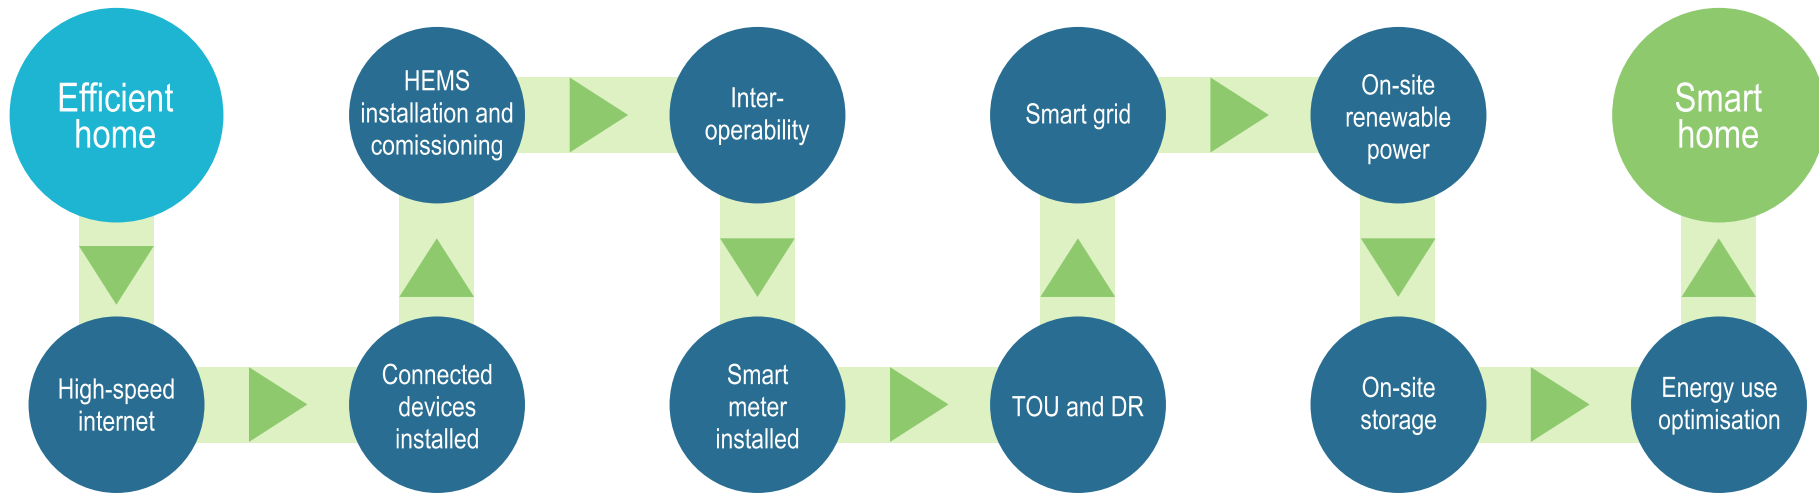 Efficient
home
High-speed
internet
Connected
devices
installed
HEMS
installation and
comissioning
Inter-
operability
Smart
meter
installed
TOU and DR
Smart grid
On-site
renewable
power
On-site
storage
Energy use
optimisation
Smart
home